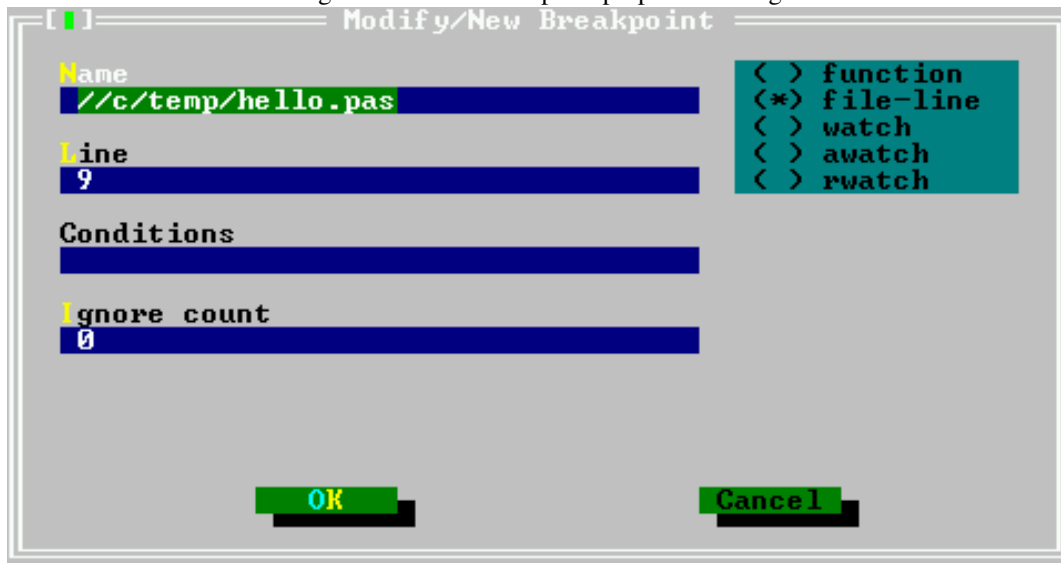 [ ] Modify/New Breakpoint
Name
//c/temp/hello.pas
Line
9
Conditions
Ignore count
0
( ) function
(*) file-line
( ) watch
( ) awatch
( ) rwatch
OK
Cancel